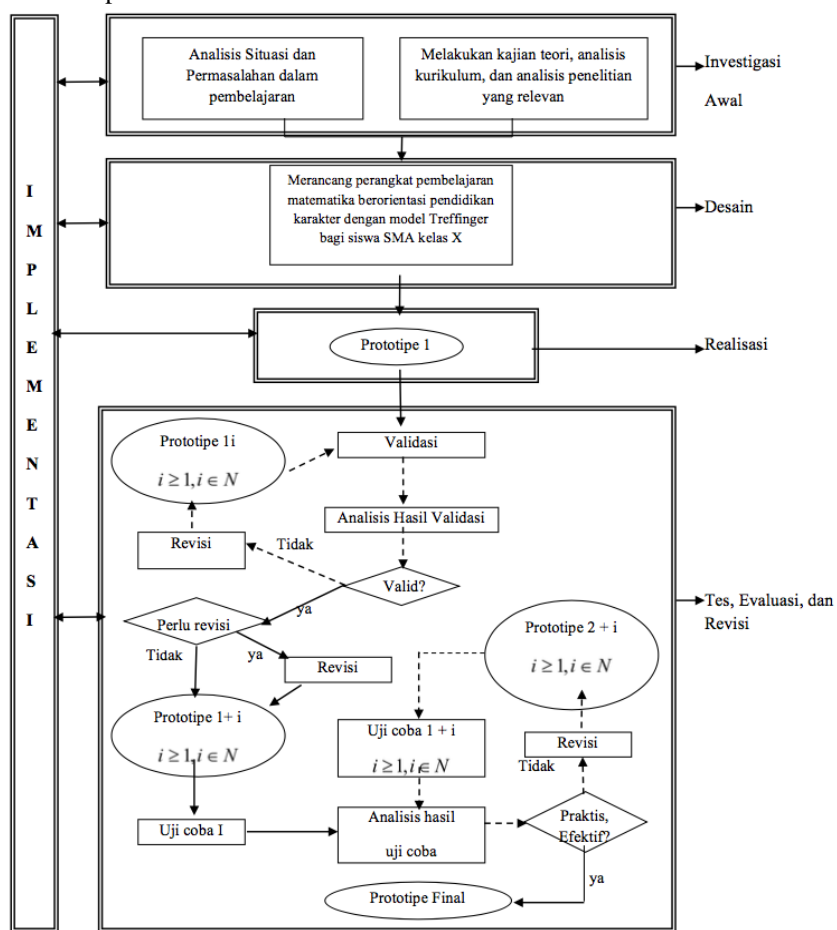 Analisis Situasi dan
Permasalahan dalam
pembelajaran
Melakukan kajian teori, analisis
kurikulum, dan analisis penelitian
yang relevan
Investigasi
Awal
I
M
P
L
E
M
E
N
T
A
S
I
Merancang perangkat pembelajaran
matematika berorientasi pendidikan
karakter dengan model Treffinger
bagi siswa SMA kelas X
Desain
Prototipe 1
Realisasi
Prototipe 1i
i ≥ 1, i ∈ N
Validasi
Analisis Hasil Validasi
Revisi
Tidak
Valid?
ya
Perlu revisi
Tidak
ya
Revisi
Prototipe 1+ i
i ≥ 1, i ∈ N
Uji coba I
Prototipe 2 + i
i ≥ 1, i ∈ N
Uji coba 1 + i
i ≥ 1, i ∈ N
Revisi
Tidak
Analisis hasil
uji coba
Praktis,
Efektif?
ya
Prototipe Final
Tes, Evaluasi, dan
Revisi